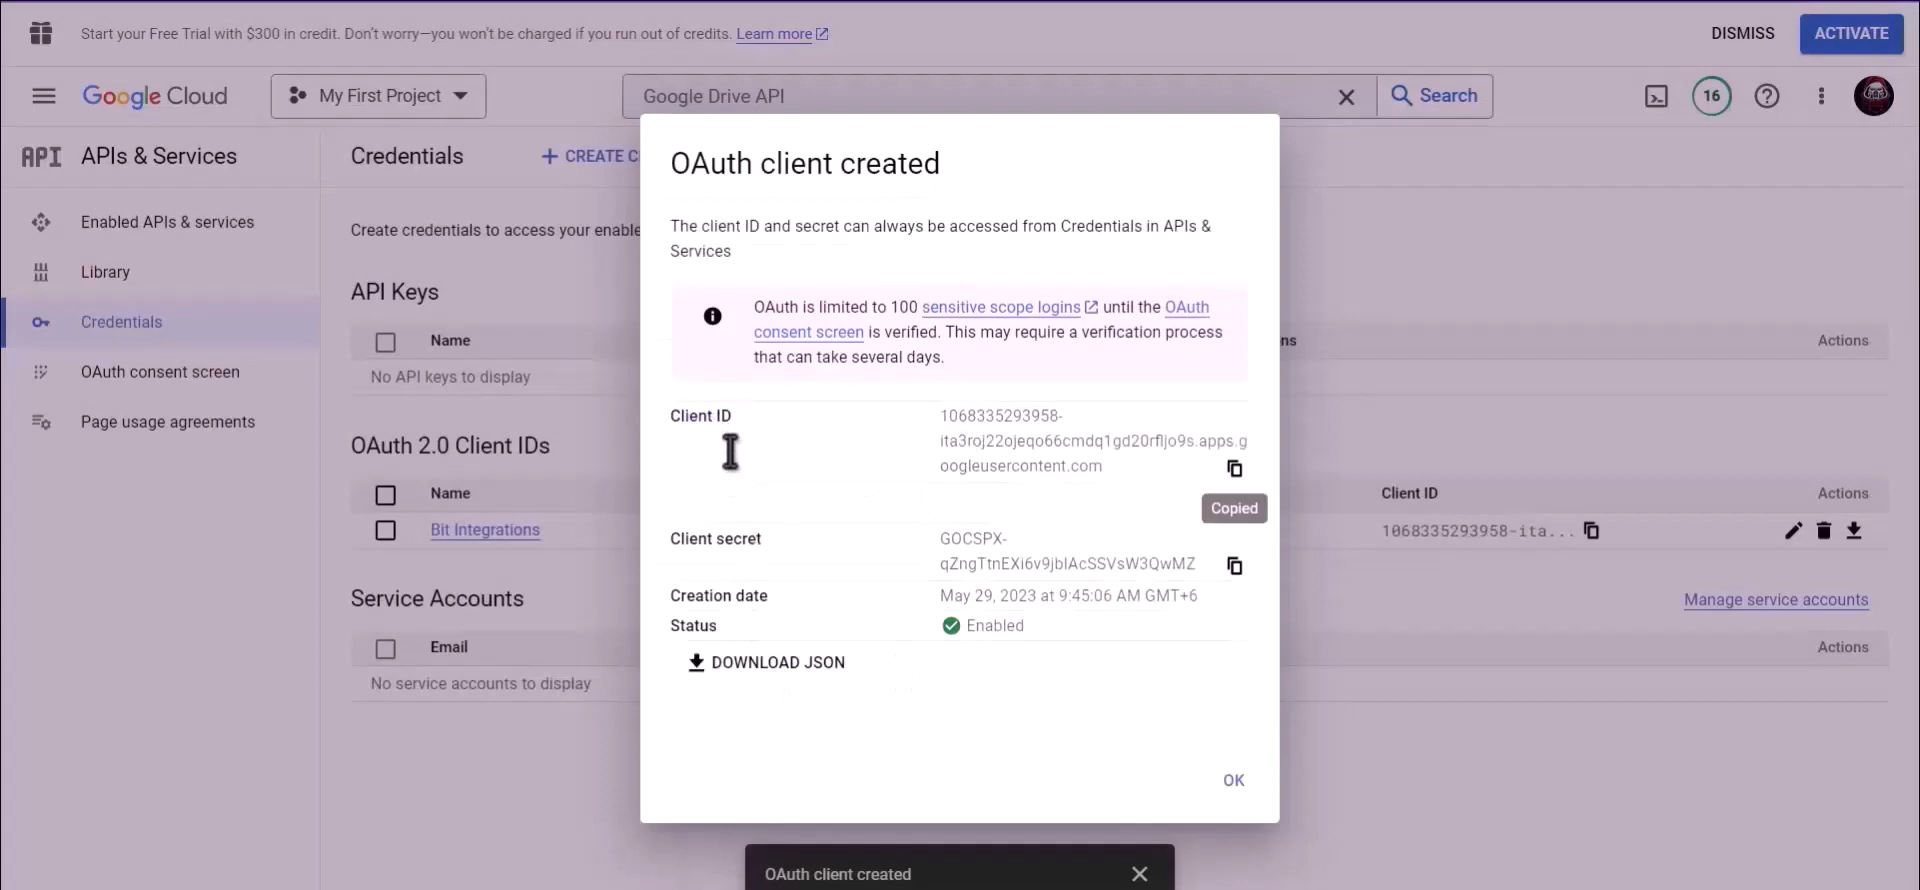 Start your Free Trial with $300 in credit. Don't worry—you won't be charged if you run out of credits. Learn more
DISMISS
ACTIVATE
Google Cloud
My First Project
Google Drive API
Search
16
API APIs & Services
Credentials
+ CREATE C
Enabled APIs & services
Library
Credentials
OAuth consent screen
Page usage agreements
Create credentials to access your enable
API Keys
Name
ns
Actions
No API keys to display
OAuth 2.0 Client IDs
Name
Client ID
Actions
Bit Integrations
1068335293958-ita...
Service Accounts
Manage service accounts
Email
Actions
No service accounts to display
OAuth client created
The client ID and secret can always be accessed from Credentials in APIs &
Services
OAuth is limited to 100 sensitive scope logins until the OAuth
consent screen is verified. This may require a verification process
that can take several days.
Client ID
1068335293958-
ita3roj22ojeqo66cmdq1gd20rfljo9s.apps.g
oogleusercontent.com
Copied
Client secret
GOCSPX-
qZngTtnEXi6v9jblAcSSVsW3QwMZ
Creation date
May 29, 2023 at 9:45:06 AM GMT+6
Status
Enabled
DOWNLOAD JSON
OK
OAuth client created